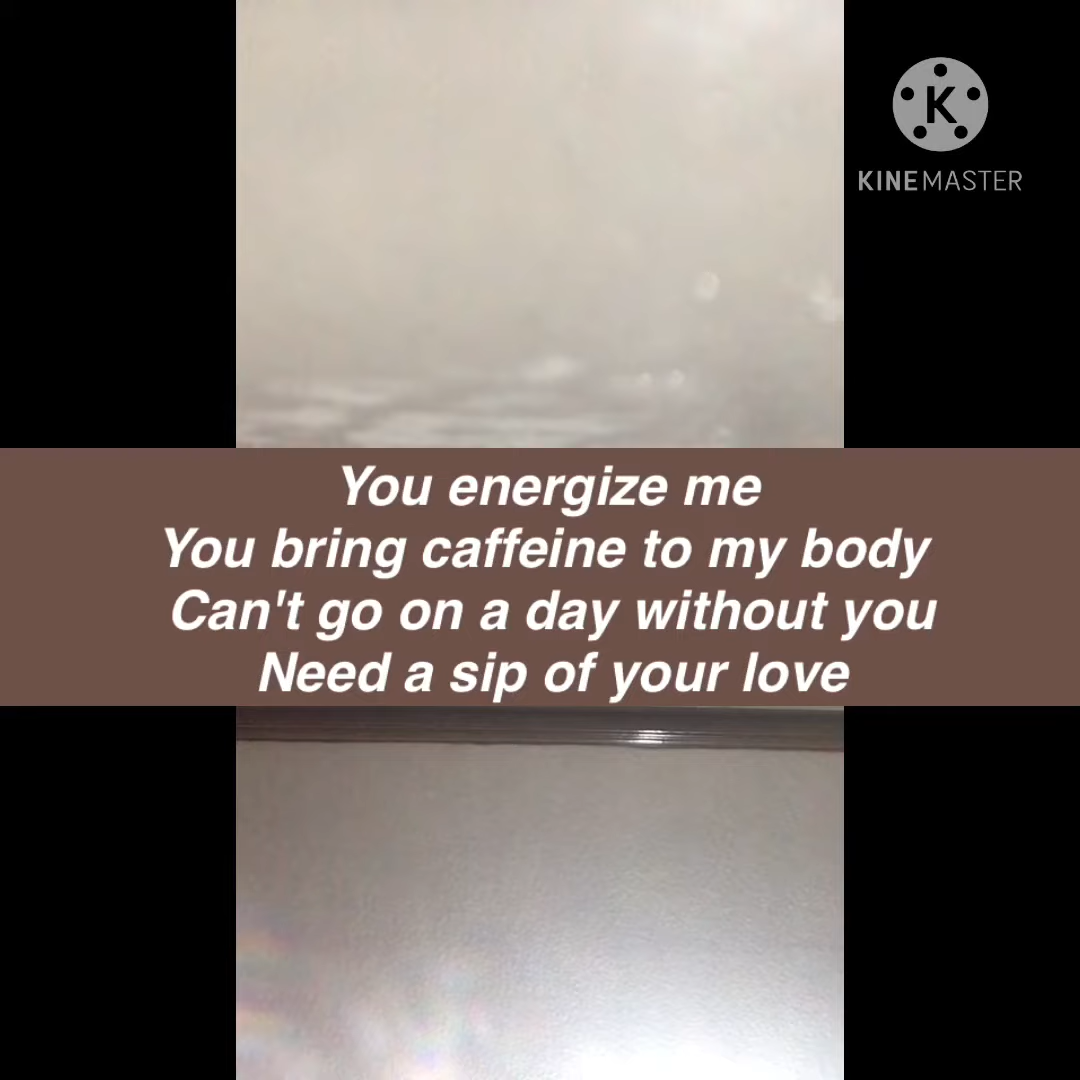 K
KINEMASTER
You energize me
You bring caffeine to my body
Can't go on a day without you
Need a sip of your love